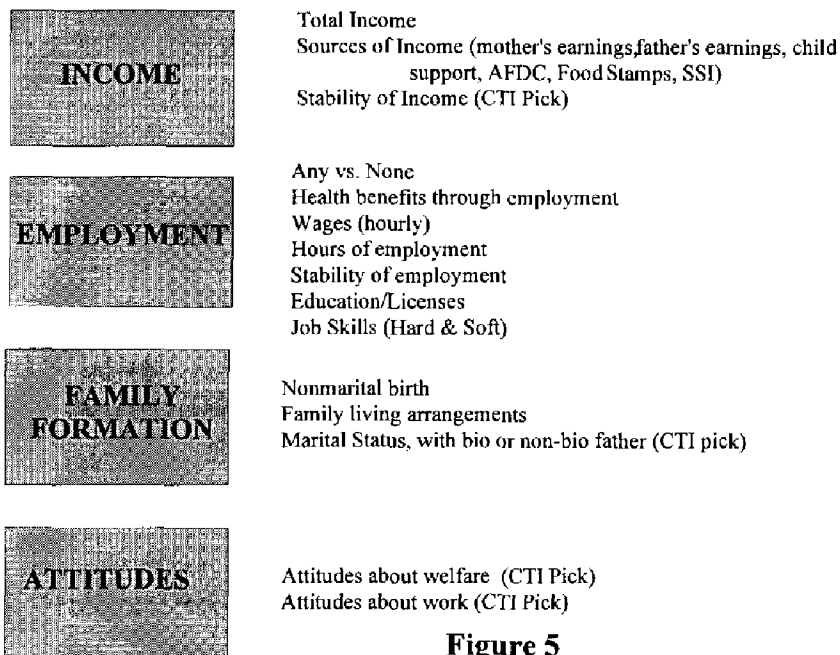 INCOME
Total Income
Sources of Income (mother's earnings,father's earnings, child
support, AFDC, Food Stamps, SSI)
Stability of Income (CTI Pick)
EMPLOYMENT
Any vs. None
Health benefits through employment
Wages (hourly)
Hours of employment
Stability of employment
Education/Licenses
Job Skills (Hard & Soft)
FAMILY
FORMATION
Nonmarital birth
Family living arrangements
Marital Status, with bio or non-bio father (CTI pick)
ATTITUDES
Attitudes about welfare (CTI Pick)
Attitudes about work (CTI Pick)
Figure 5